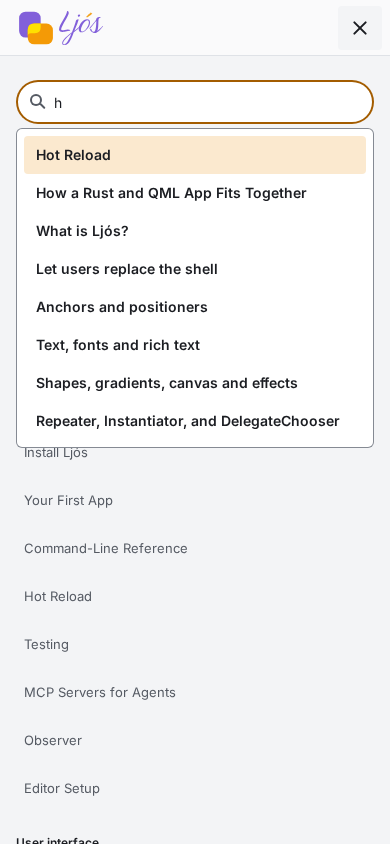 Ljós
h
Hot Reload
How a Rust and QML App Fits Together
What is Ljós?
Let users replace the shell
Anchors and positioners
Text, fonts and rich text
Shapes, gradients, canvas and effects
Repeater, Instantiator, and DelegateChooser
Install Ljós
Your First App
Command-Line Reference
Hot Reload
Testing
MCP Servers for Agents
Observer
Editor Setup
User interface